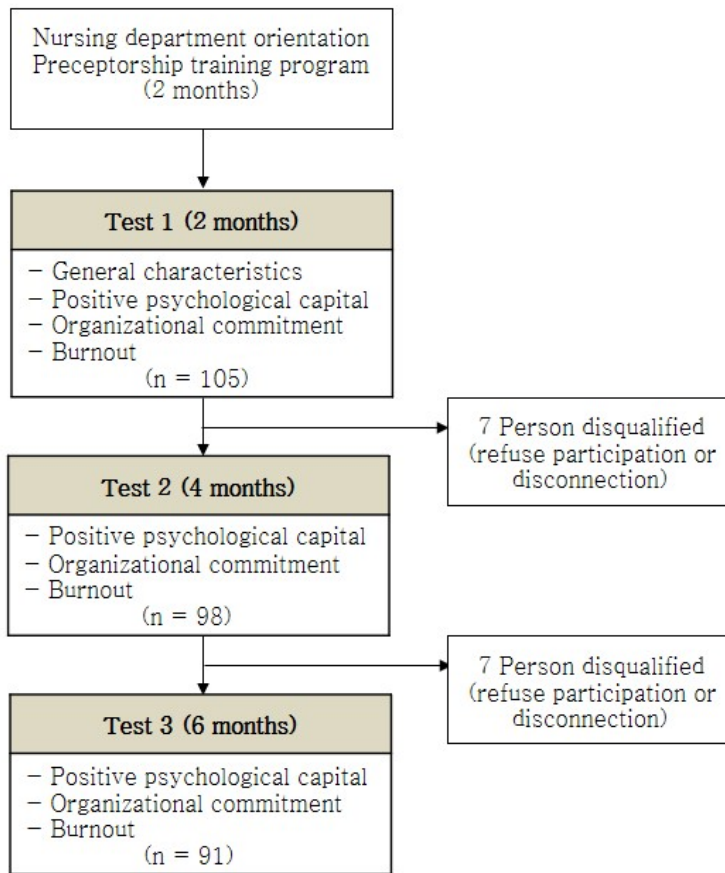 Nursing department orientation
Preceptorship training program
(2 months)
Test 1 (2 months)
– General characteristics
– Positive psychological capital
– Organizational commitment
– Burnout
(n = 105)
7 Person disqualified
(refuse participation or
disconnection)
Test 2 (4 months)
– Positive psychological capital
– Organizational commitment
– Burnout
(n = 98)
7 Person disqualified
(refuse participation or
disconnection)
Test 3 (6 months)
– Positive psychological capital
– Organizational commitment
– Burnout
(n = 91)